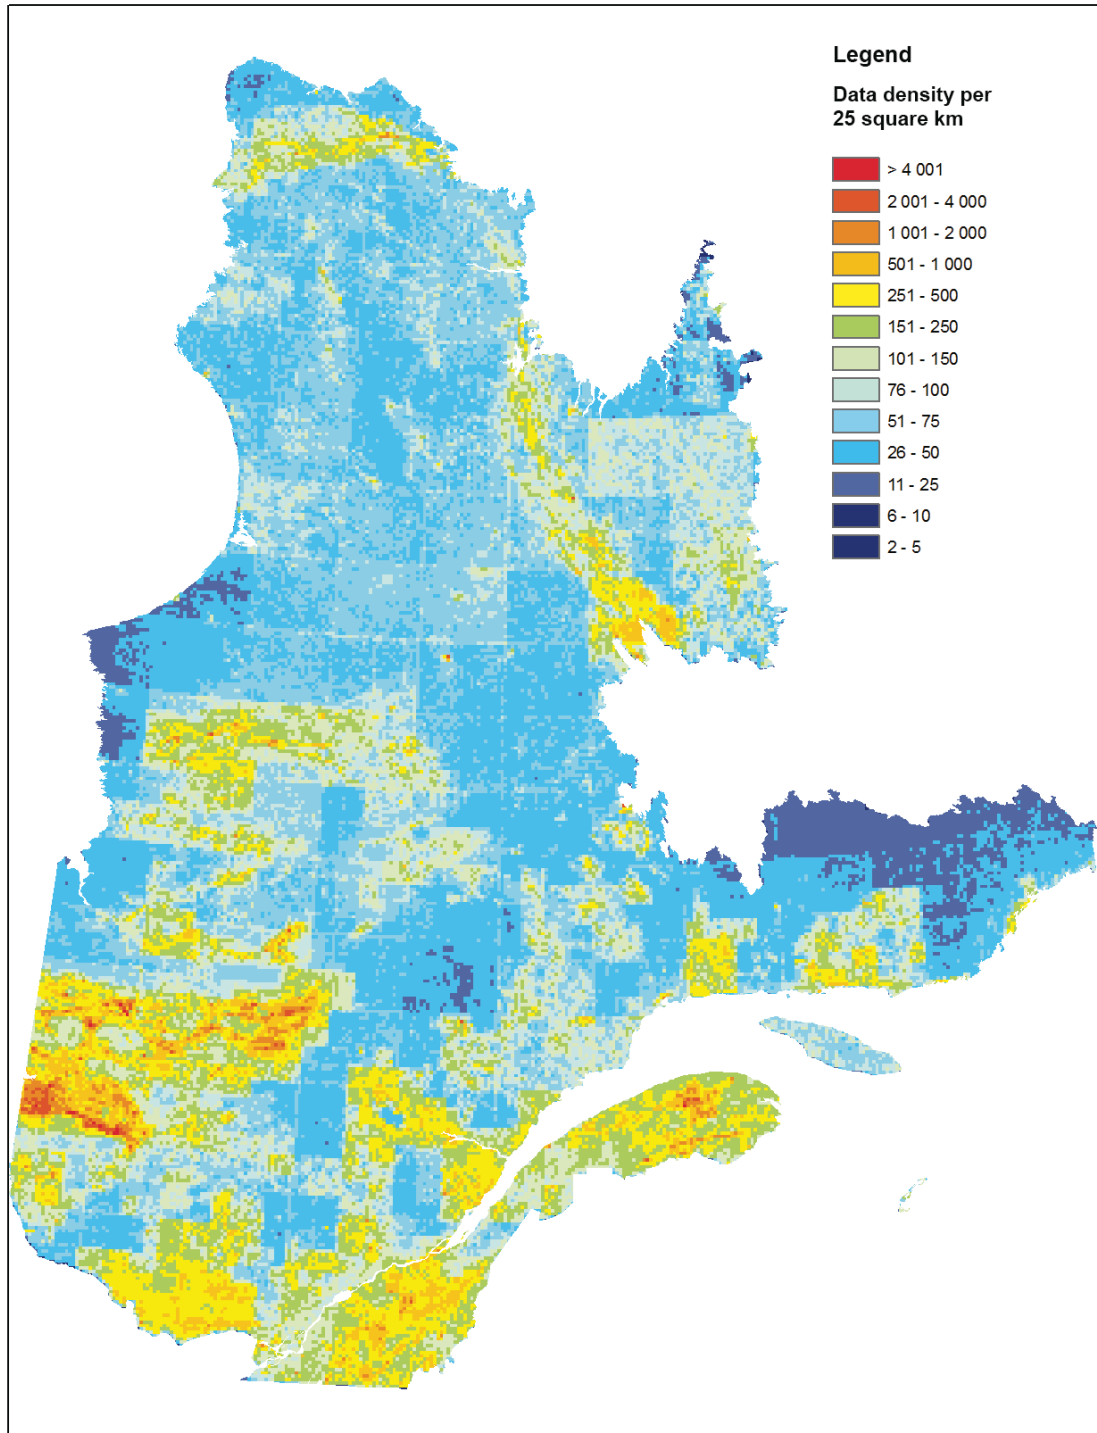 Legend
Data density per
25 square km
> 4 001
2 001 - 4 000
1 001 - 2 000
501 - 1 000
251 - 500
151 - 250
101 - 150
76 - 100
51 - 75
26 - 50
11 - 25
6 - 10
2 - 5